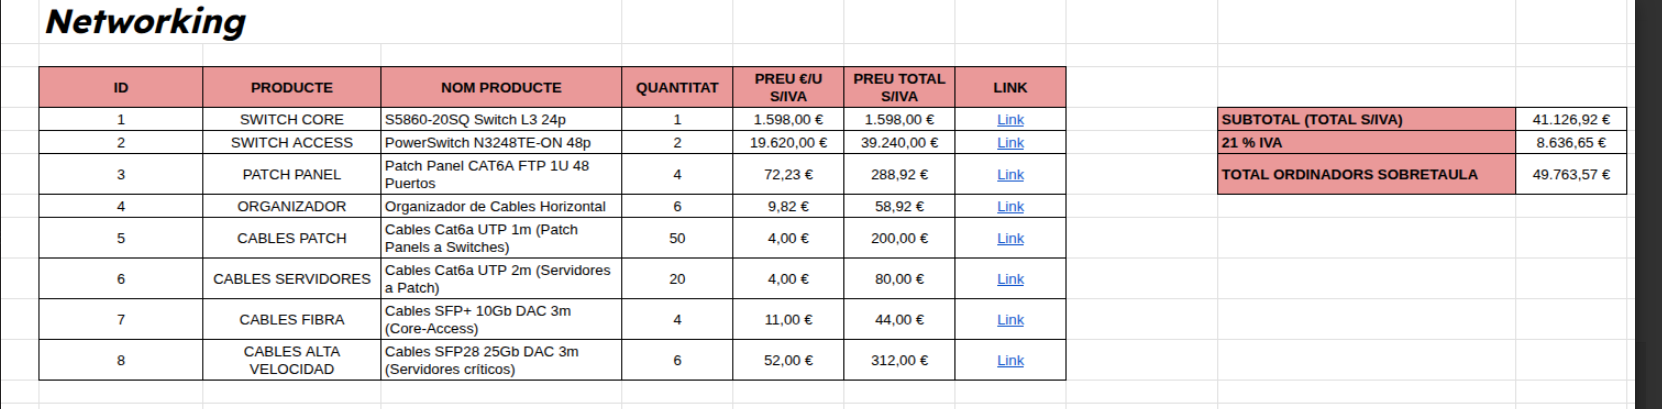 Networking
ID PRODUCTE NOM PRODUCTE QUANTITAT PREU €/U S/IVA PREU TOTAL S/IVA LINK
1 SWITCH CORE S5860-20SQ Switch L3 24p 1 1.598,00 € 1.598,00 € Link
2 SWITCH ACCESS PowerSwitch N3248TE-ON 48p 2 19.620,00 € 39.240,00 € Link
3 PATCH PANEL Patch Panel CAT6A FTP 1U 48 Puertos 4 72,23 € 288,92 € Link
4 ORGANIZADOR Organizador de Cables Horizontal 6 9,82 € 58,92 € Link
5 CABLES PATCH Cables Cat6a UTP 1m (Patch Panels a Switches) 50 4,00 € 200,00 € Link
6 CABLES SERVIDORES Cables Cat6a UTP 2m (Servidores a Patch) 20 4,00 € 80,00 € Link
7 CABLES FIBRA Cables SFP+ 10Gb DAC 3m (Core-Access) 4 11,00 € 44,00 € Link
8 CABLES ALTA VELOCIDAD Cables SFP28 25Gb DAC 3m (Servidores críticos) 6 52,00 € 312,00 € Link
SUBTOTAL (TOTAL S/IVA) 41.126,92 €
21 % IVA 8.636,65 €
TOTAL ORDINADORS SOBRETAULA 49.763,57 €